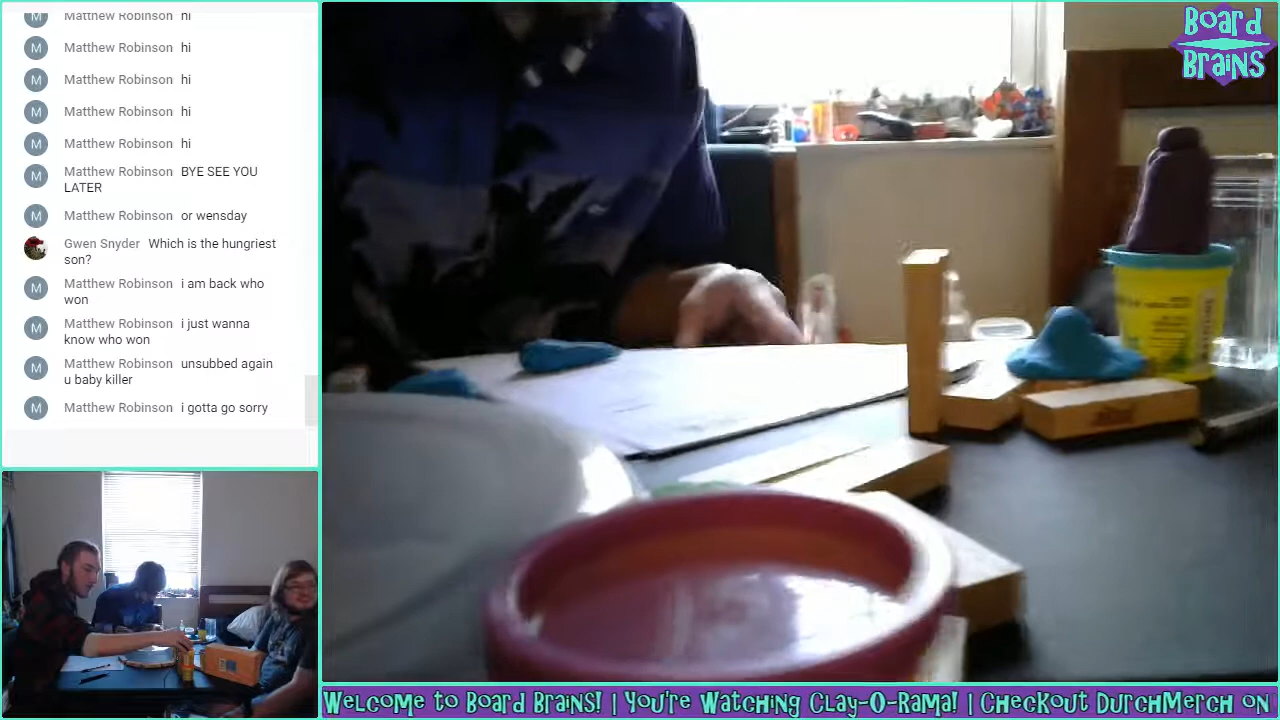 Matthew Robinson hi
Matthew Robinson hi
Matthew Robinson hi
Matthew Robinson hi
Matthew Robinson hi
Matthew Robinson BYE SEE YOU
LATER
Matthew Robinson or wensday
Gwen Snyder Which is the hungriest
son?
Matthew Robinson i am back who
won
Matthew Robinson i just wanna
know who won
Matthew Robinson unsubbed again
u baby killer
Matthew Robinson i gotta go sorry
M
M
M
M
M
M
M
M
M
M
M
Board
Brains
Welcome to Board Brains! | You're Watching Clay-O-Rama! | Checkout DurchMerch on